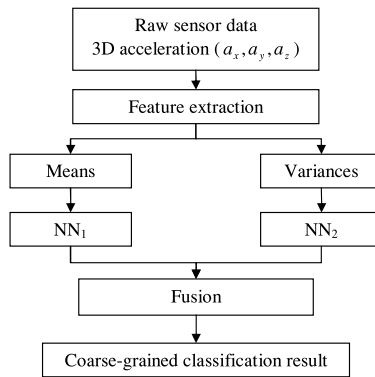 Raw sensor data
3D acceleration (a_x, a_y, a_z)
Feature extraction
Means
Variances
NN₁
NN₂
Fusion
Coarse-grained classification result